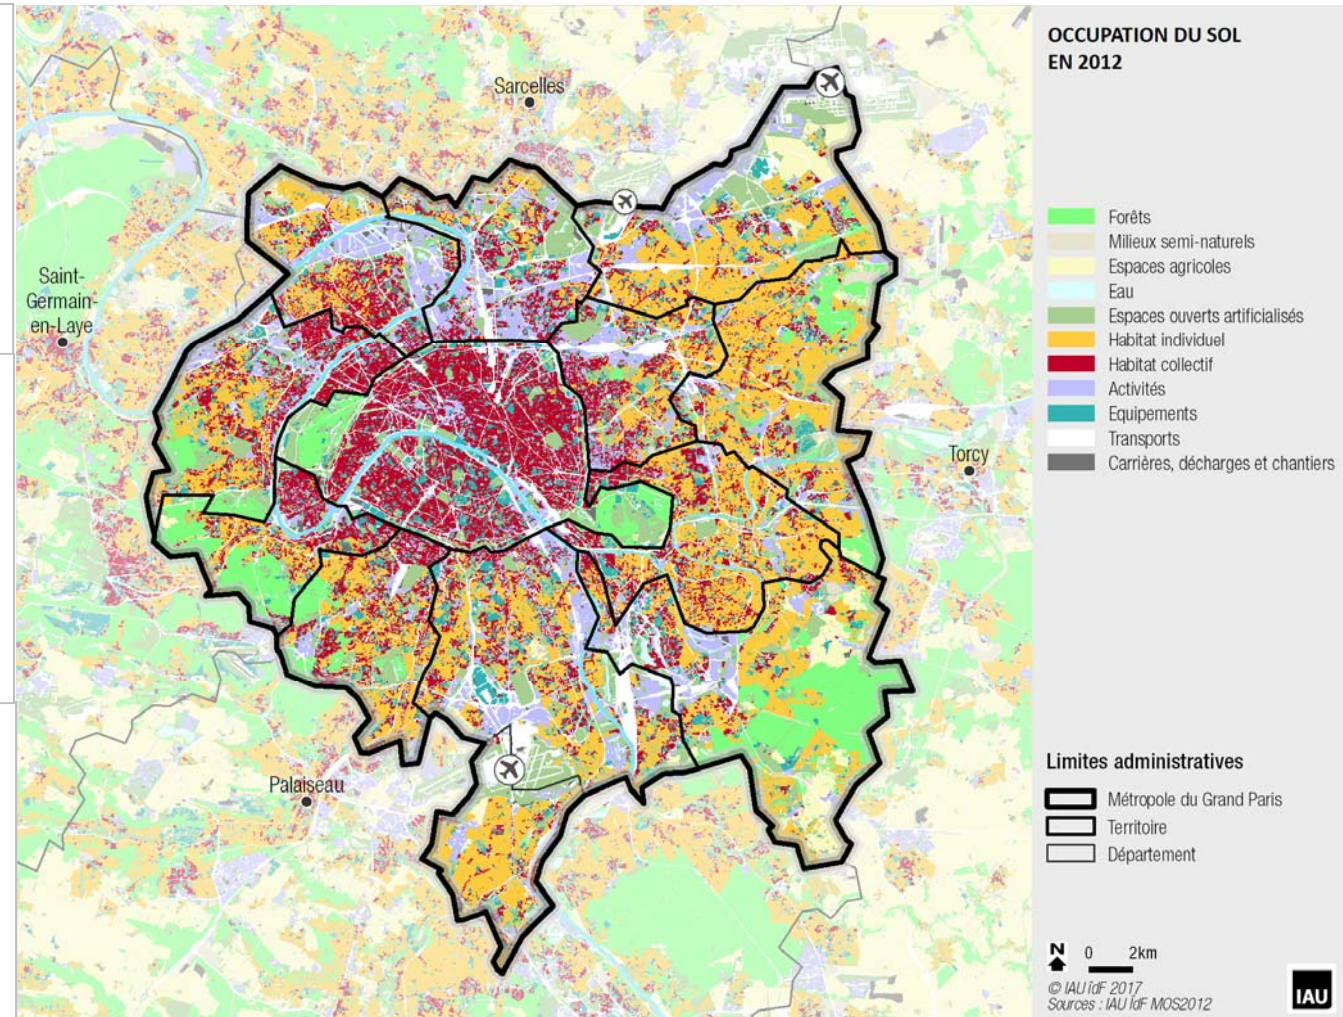 OCCUPATION DU SOL
EN 2012
Sarcelles
Saint-
Germain-
en-Laye
Torcy
Palaiseau
Forêts
Milieux semi-naturels
Espaces agricoles
Eau
Espaces ouverts artificialisés
Habitat individuel
Habitat collectif
Activités
Equipements
Transports
Carrières, décharges et chantiers
Limites administratives
Métropole du Grand Paris
Territoire
Département
N
0 2km
© IAU îdF 2017
Sources : IAU îdF MOS2012
IAU